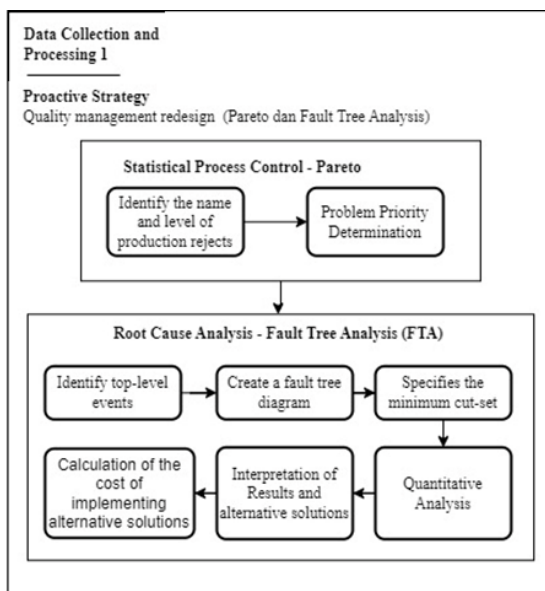 Data Collection and
Processing 1
Proactive Strategy
Quality management redesign (Pareto dan Fault Tree Analysis)
Statistical Process Control - Pareto
Identify the name
and level of
production rejects
Problem Priority
Determination
Root Cause Analysis - Fault Tree Analysis (FTA)
Identify top-level
events
Create a fault tree
diagram
Specifies the
minimum cut-set
Calculation of the
cost of
implementing
alternative solutions
Interpretation of
Results and
alternative solutions
Quantitative
Analysis